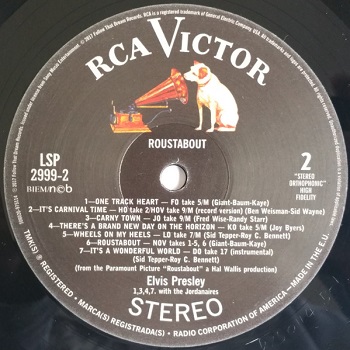 RCA VICTOR
ROUSTABOUT
LSP
2999-2
BIEM/n©b
2
"STEREO
ORTHOPHONIC"
HIGH
FIDELITY
1—ONE TRACK HEART – FO take 5/M (Giant-Baum-Kaye)
2—IT'S CARNIVAL TIME – HO take 2/HOV take 9/M (record version) (Ben Weisman-Sid Wayne)
3—CARNY TOWN – JO take 9/M (Fred Wise-Randy Starr)
4—THERE'S A BRAND NEW DAY ON THE HORIZON – KO take 5/M (Joy Byers)
5—WHEELS ON MY HEELS – LO take 7/M (Sid Tepper-Roy C. Bennett)
6—ROUSTABOUT – NOV takes 1-5, 6 (Giant-Baum-Kaye)
7—IT'S A WONDERFUL WORLD – DO take 17 (instrumental)
(Sid Tepper-Roy C. Bennett)
(from the Paramount Picture "Roustabout" a Hal Wallis production)
Elvis Presley
1,3,4,7. with the Jordanaires
STEREO
TMK(S) ® REGISTERED • MARCA(S) REGISTRADA(S) • RADIO CORPORATION OF AMERICA – MADE IN THE E.U.